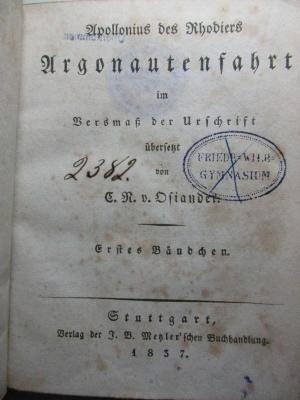 Apollonius des Rhodiers
Argonautenfahrt
im
Versmaß der Urschrift
übersetzt
2382.
von
C. N. v. Osiander.
FRIEDR=WILH=
GYMNASIUM
Erstes Bändchen.
Stuttgart,
Verlag der J. B. Metzler'schen Buchhandlung.
1837.